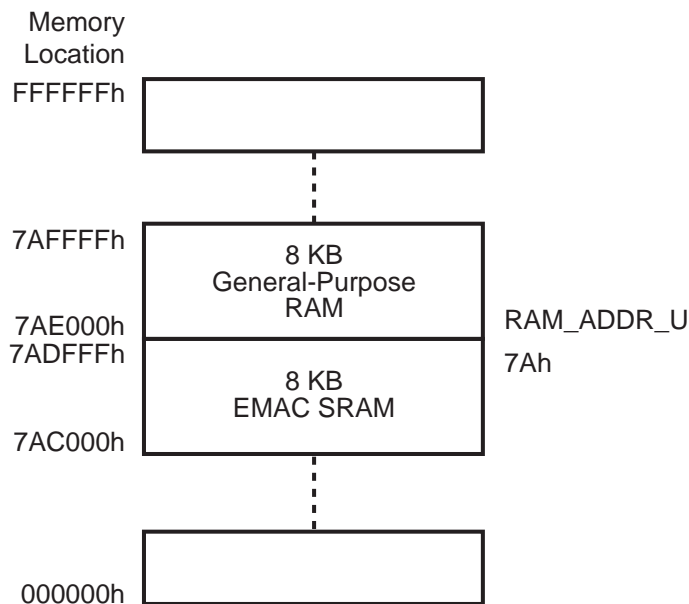 Memory
Location
FFFFFFh
7AFFFFh
8 KB
General-Purpose
RAM
7AE000h
RAM_ADDR_U
7ADFFFh
7Ah
8 KB
EMAC SRAM
7AC000h
000000h